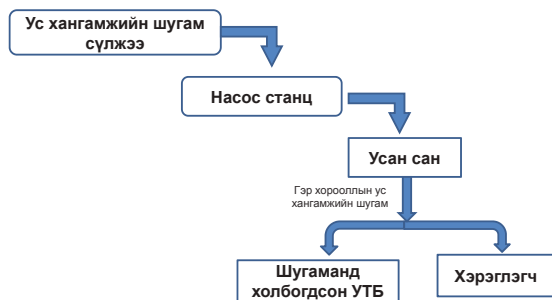 Ус хангамжийн шугам
сүлжээ
Насос станц
Усан сан
Гэр хорооллын ус
хангамжийн шугам
Шугаманд
холбогдсон УТБ
Хэрэглэгч